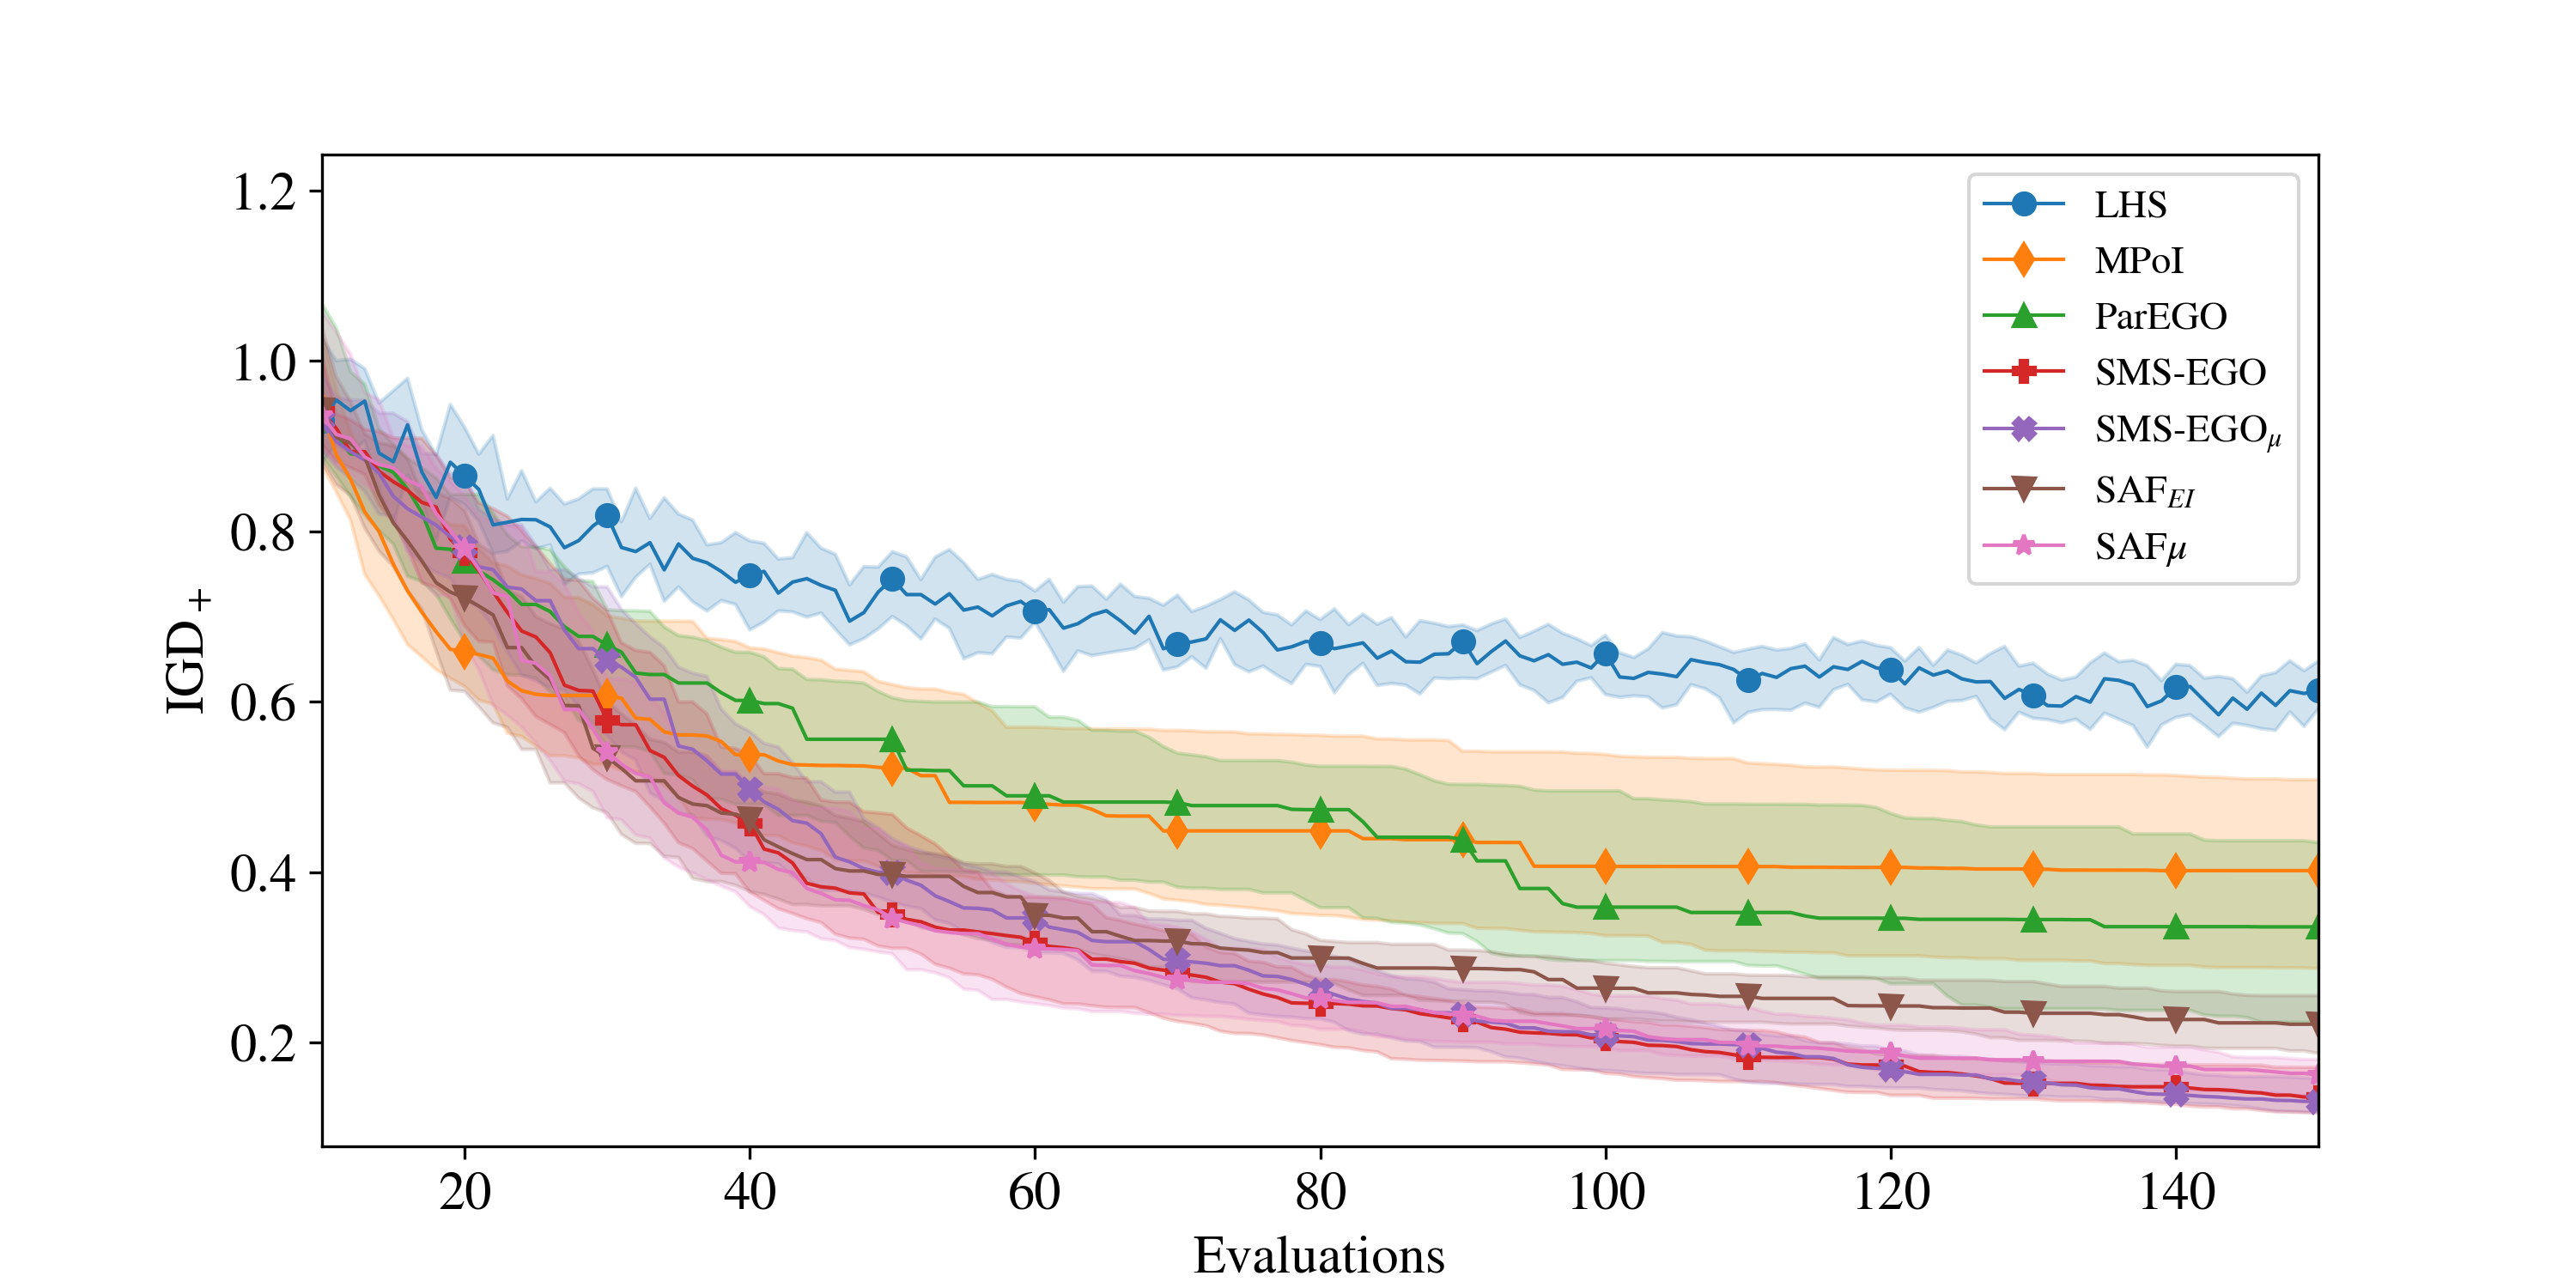 1.2
1.0
0.8
0.6
0.4
0.2
IGD+
20 40 60 80 100 120 140
Evaluations
LHS
MPoI
ParEGO
SMS-EGO
SMS-EGOμ
SAFEI
SAFμ